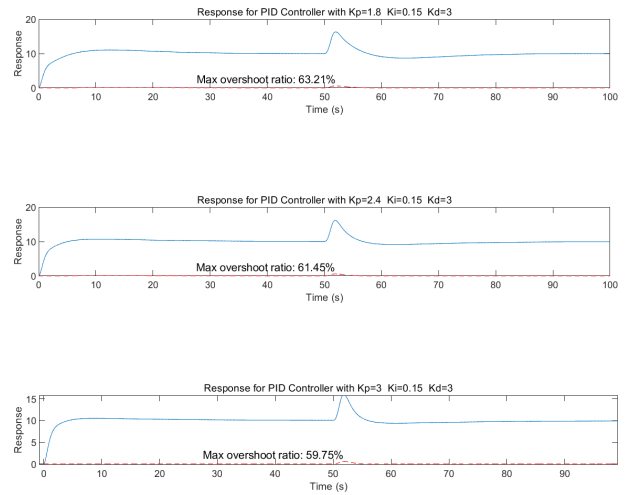 Response for PID Controller with Kp=1.8 Ki=0.15 Kd=3
20
10
0
Response
Max overshoot ratio: 63.21%
0 10 20 30 40 50 60 70 80 90 100
Time (s)
Response for PID Controller with Kp=2.4 Ki=0.15 Kd=3
20
10
0
Response
Max overshoot ratio: 61.45%
0 10 20 30 40 50 60 70 80 90 100
Time (s)
Response for PID Controller with Kp=3 Ki=0.15 Kd=3
15
10
5
0
Response
Max overshoot ratio: 59.75%
0 10 20 30 40 50 60 70 80 90
Time (s)